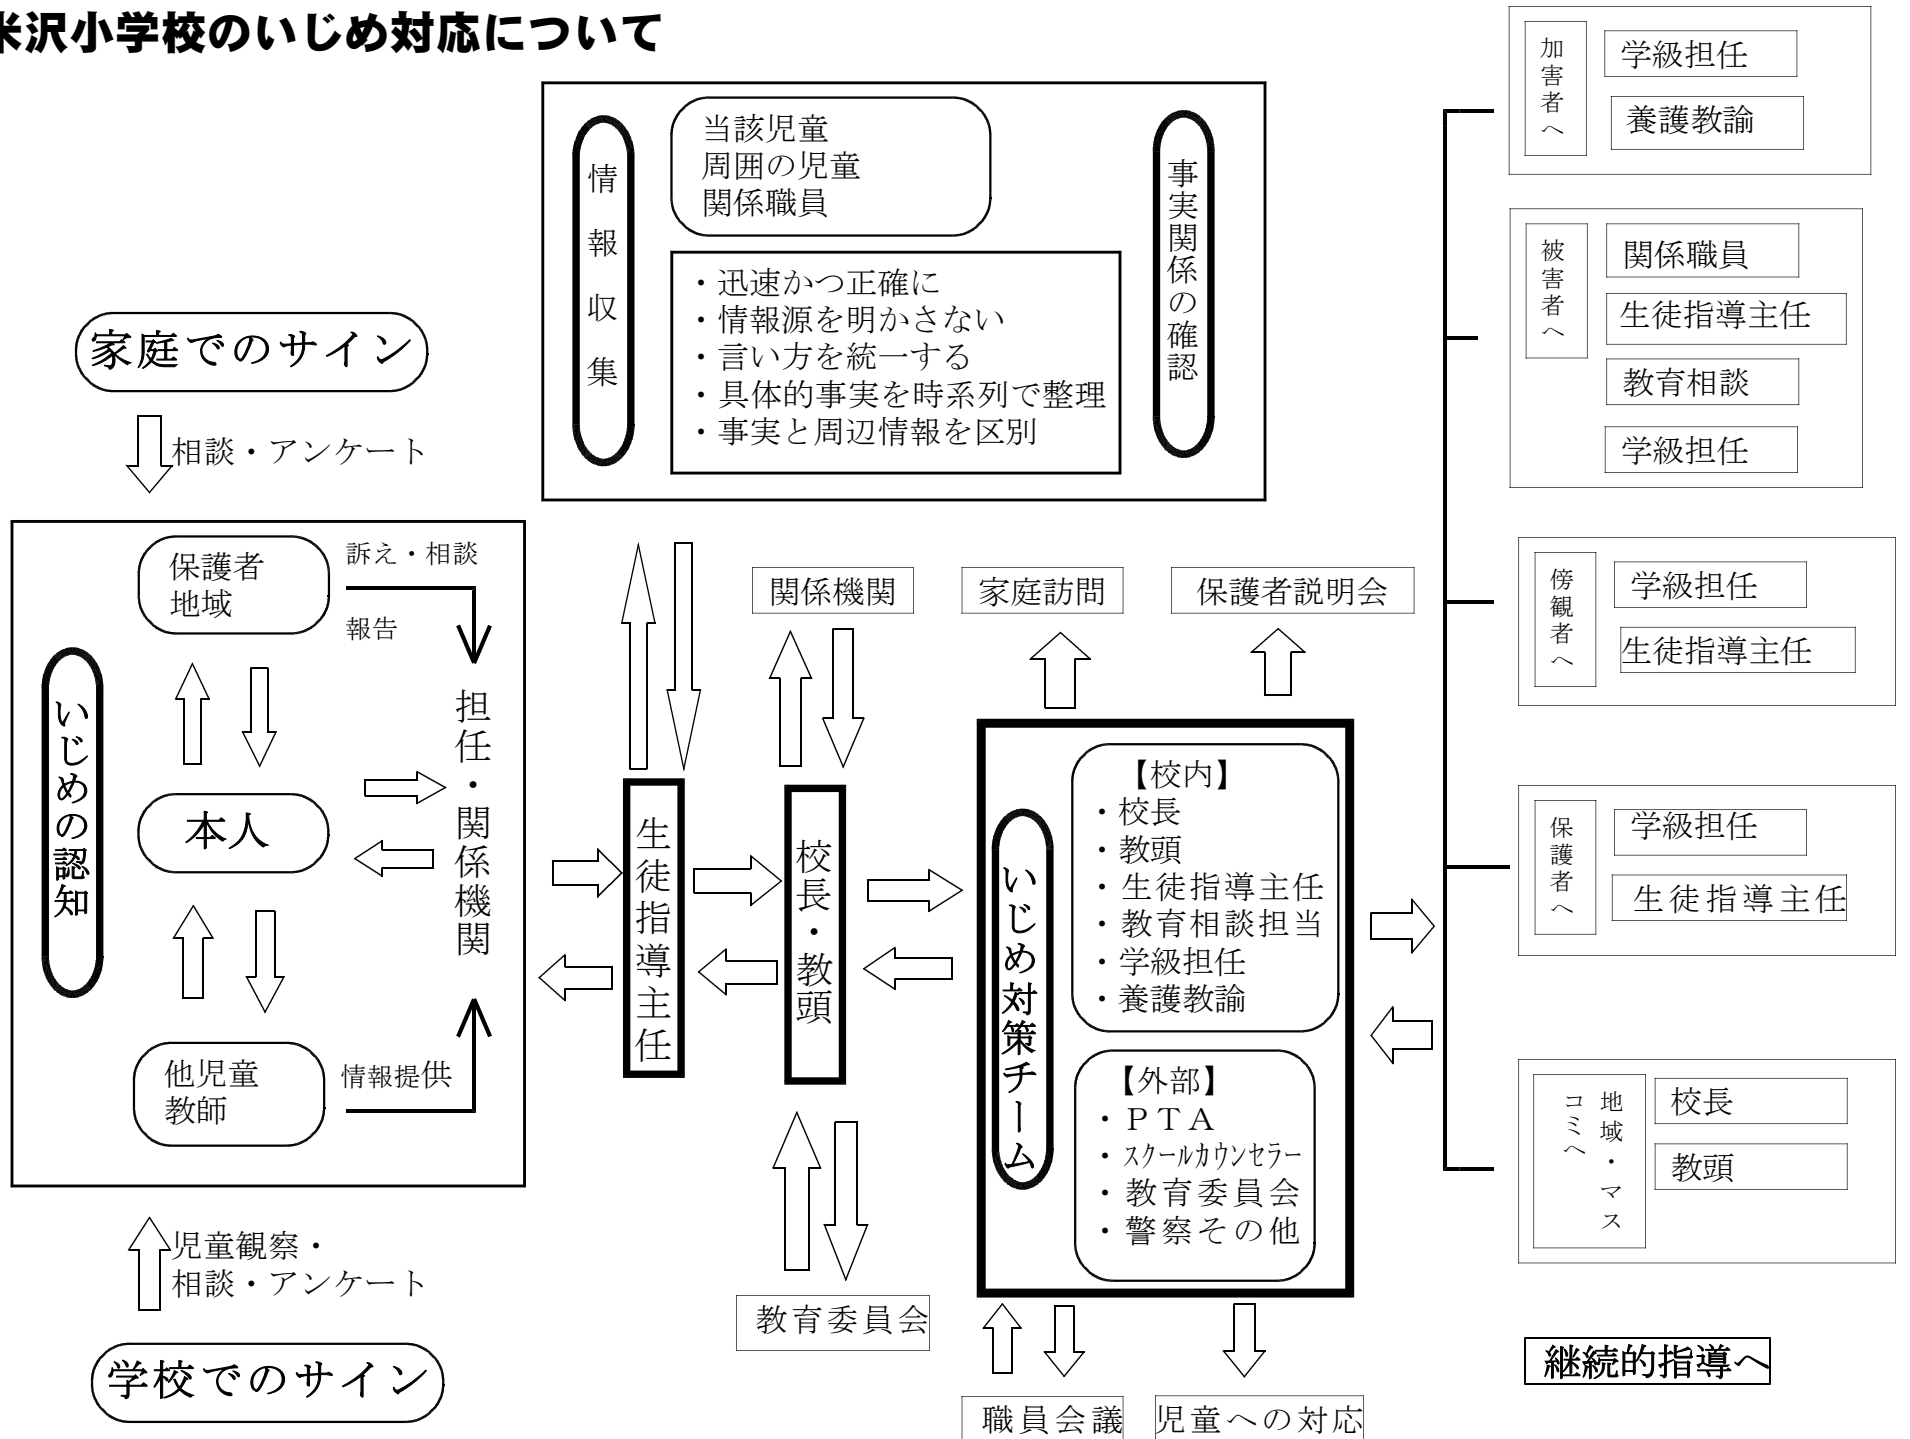 米沢小学校のいじめ対応について
家庭でのサイン
相談・アンケート
いじめの認知
保護者
地域
訴え・相談
報告
本人
担任・関係機関
他児童
教師
情報提供
児童観察・
相談・アンケート
学校でのサイン
情報収集
当該児童
周囲の児童
関係職員
・迅速かつ正確に
・情報源を明かさない
・言い方を統一する
・具体的事実を時系列で整理
・事実と周辺情報を区別
事実関係の確認
生徒指導主任
関係機関
校長・教頭
教育委員会
家庭訪問
保護者説明会
いじめ対策チーム
【校内】
・校長
・教頭
・生徒指導主任
・教育相談担当
・学級担任
・養護教諭
【外部】
・ＰＴＡ
・ｽｸｰﾙｶｳﾝｾﾗｰ
・教育委員会
・警察その他
職員会議
児童への対応
加害者へ
学級担任
養護教諭
被害者へ
関係職員
生徒指導主任
教育相談
学級担任
傍観者へ
学級担任
生徒指導主任
保護者へ
学級担任
生徒指導主任
地域・マス
コミへ
校長
教頭
継続的指導へ